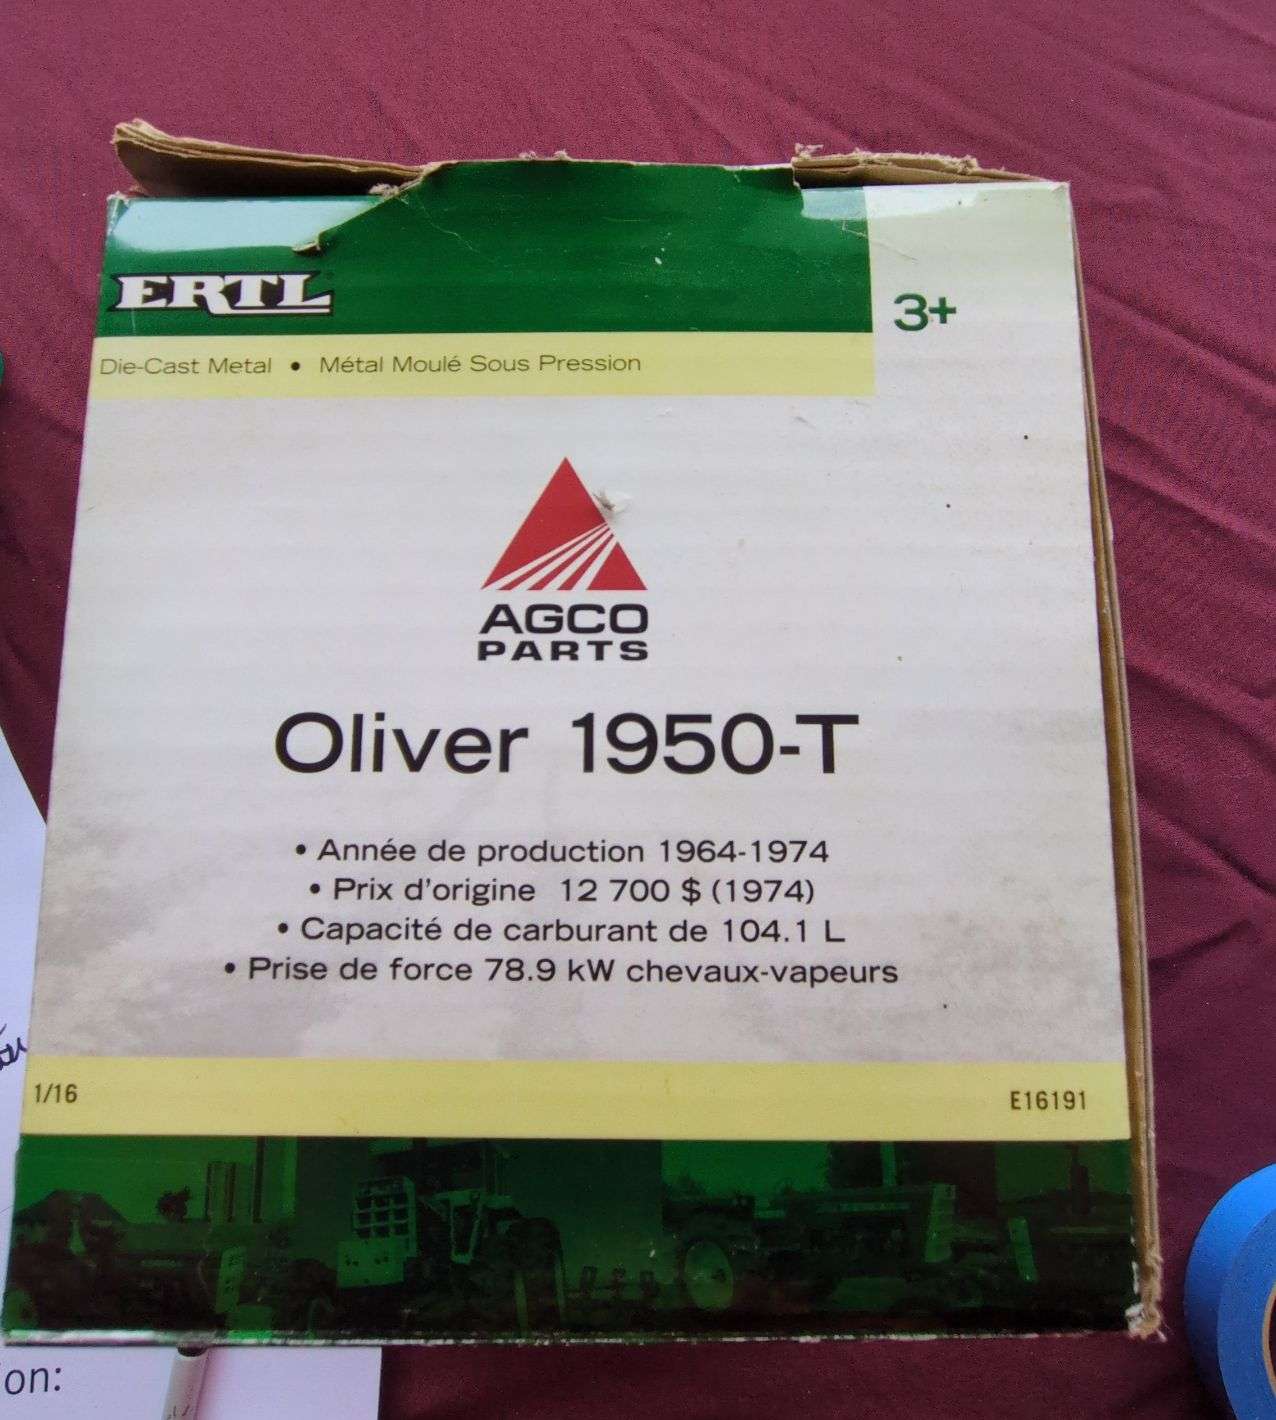 ERTL
3+
Die-Cast Metal • Métal Moulé Sous Pression
AGCO
PARTS
Oliver 1950-T
• Année de production 1964-1974
• Prix d'origine 12 700 $ (1974)
• Capacité de carburant de 104.1 L
• Prise de force 78.9 kW chevaux-vapeurs
1/16
E16191
on: